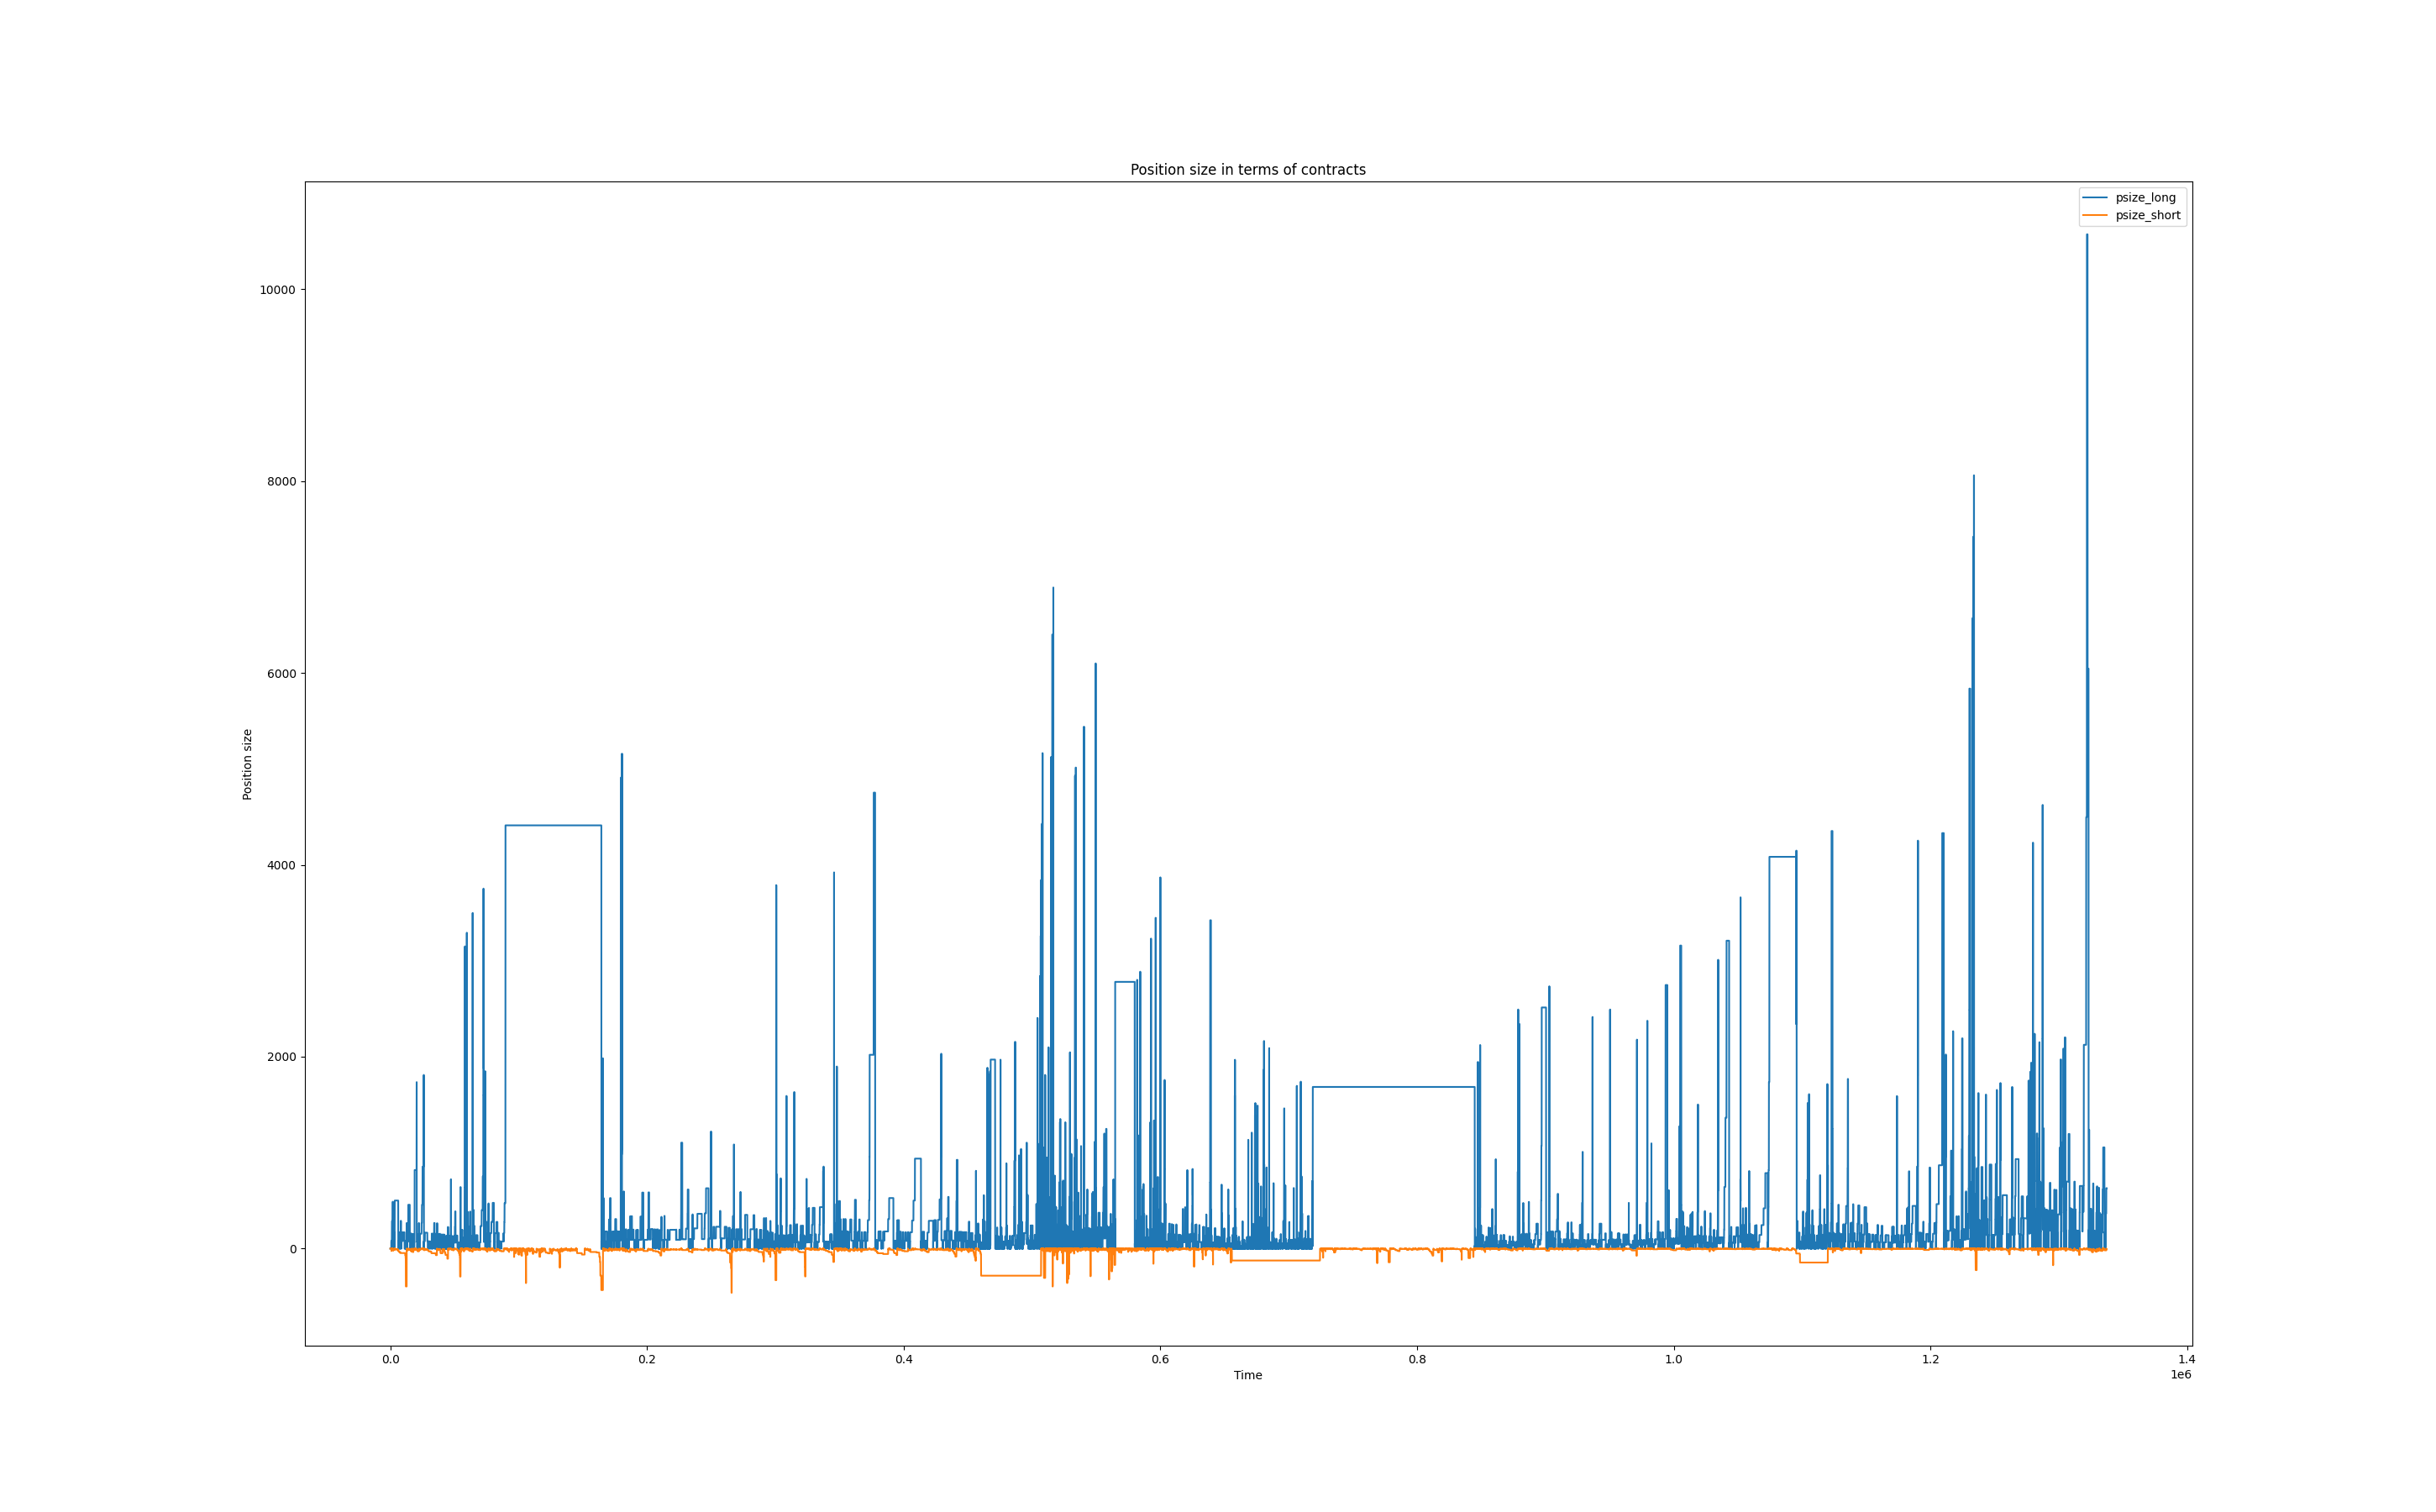 Position size in terms of contracts
psize_long
psize_short
10000
8000
6000
4000
2000
0
Position size
0.0 0.2 0.4 0.6 0.8 1.0 1.2 1.4
Time
1e6